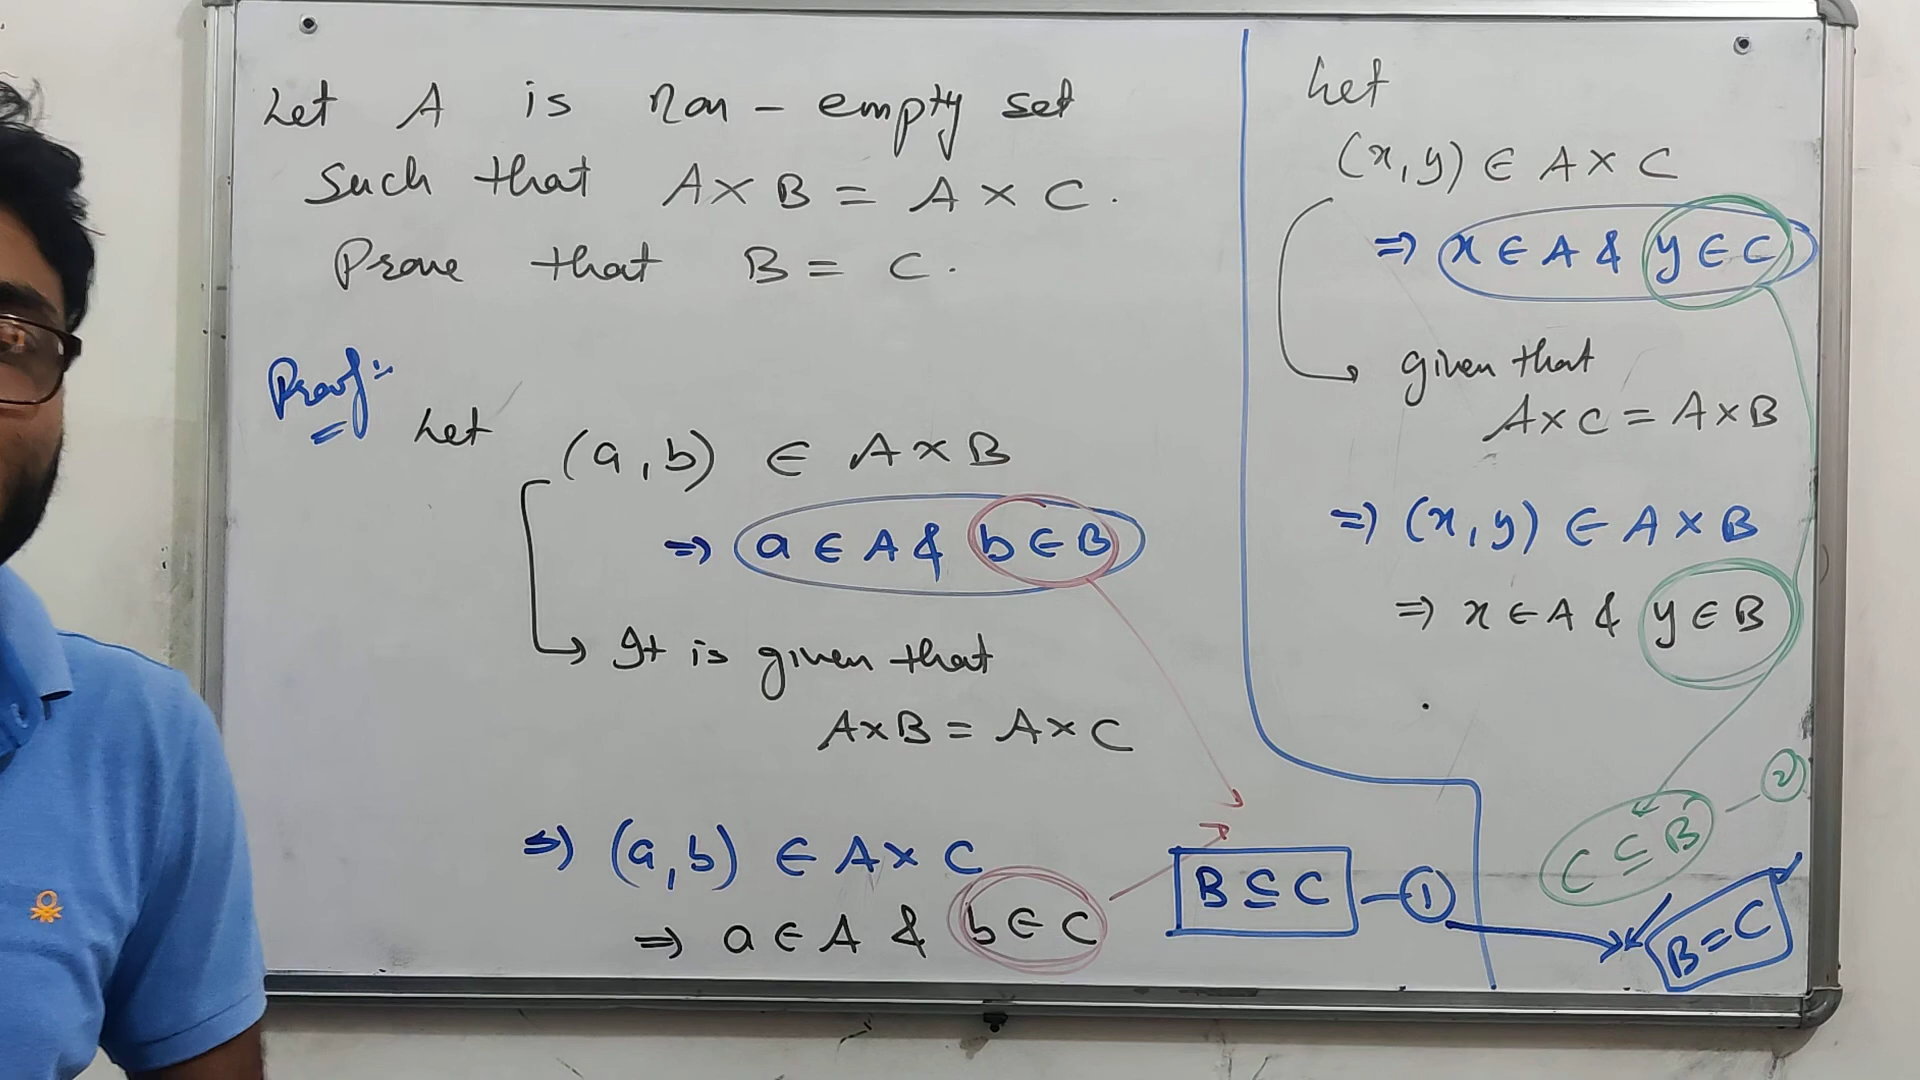 Let A is non-empty set
Such that A×B = A×C.
Prove that B = C.
Proof:-
Let (a,b) ∈ A×B
⇒ a ∈ A & b ∈ B
→ It is given that
A×B = A×C
⇒ (a,b) ∈ A×C
⇒ a ∈ A & b ∈ C
B ⊆ C — ①
Let
(x,y) ∈ A×C
⇒ x ∈ A & y ∈ C
→ given that
A×C = A×B
⇒ (x,y) ∈ A×B
⇒ x ∈ A & y ∈ B
C ⊆ B — ②
B = C